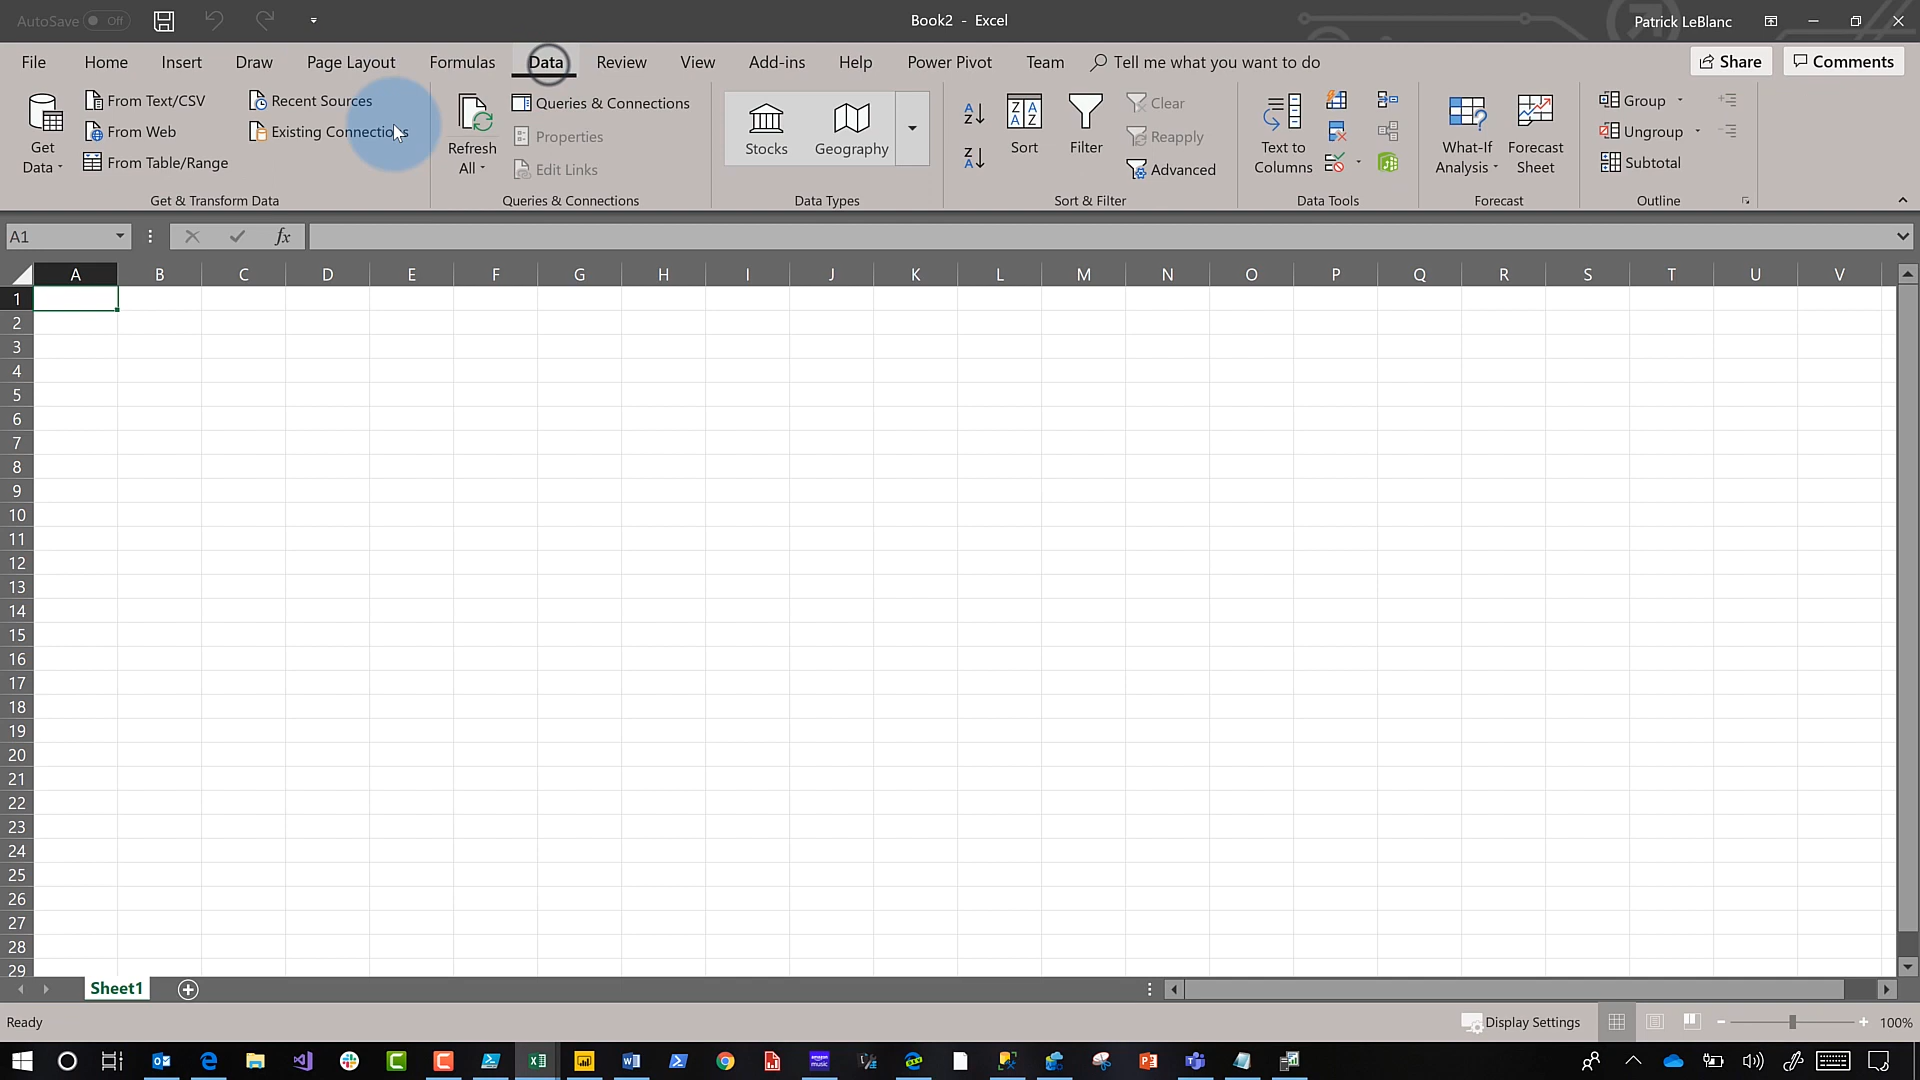 AutoSave Off
Book2 - Excel
Patrick LeBlanc
File Home Insert Draw Page Layout Formulas Data Review View Add-ins Help Power Pivot Team Tell me what you want to do Share Comments
Get Data
From Text/CSV
From Web
From Table/Range
Recent Sources
Existing Connections
Get & Transform Data
Refresh All
Queries & Connections
Properties
Edit Links
Queries & Connections
Stocks
Geography
Data Types
Sort
Filter
Clear
Reapply
Advanced
Sort & Filter
Text to Columns
Data Tools
What-If Analysis
Forecast Sheet
Forecast
Group
Ungroup
Subtotal
Outline
A1
fx
A B C D E F G H I J K L M N O P Q R S T U V
1
2
3
4
5
6
7
8
9
10
11
12
13
14
15
16
17
18
19
20
21
22
23
24
25
26
27
28
29
Sheet1
Ready
Display Settings
100%